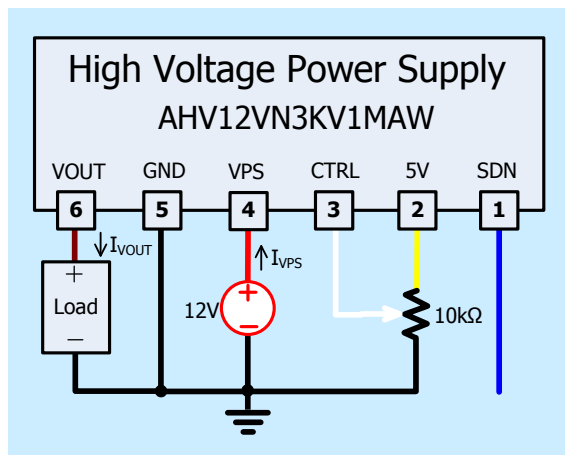 High Voltage Power Supply
AHV12VN3KV1MAW
VOUT GND VPS CTRL 5V SDN
6 5 4 3 2 1
IVOUT IVPS
+ +
Load 12V 10kΩ
− −